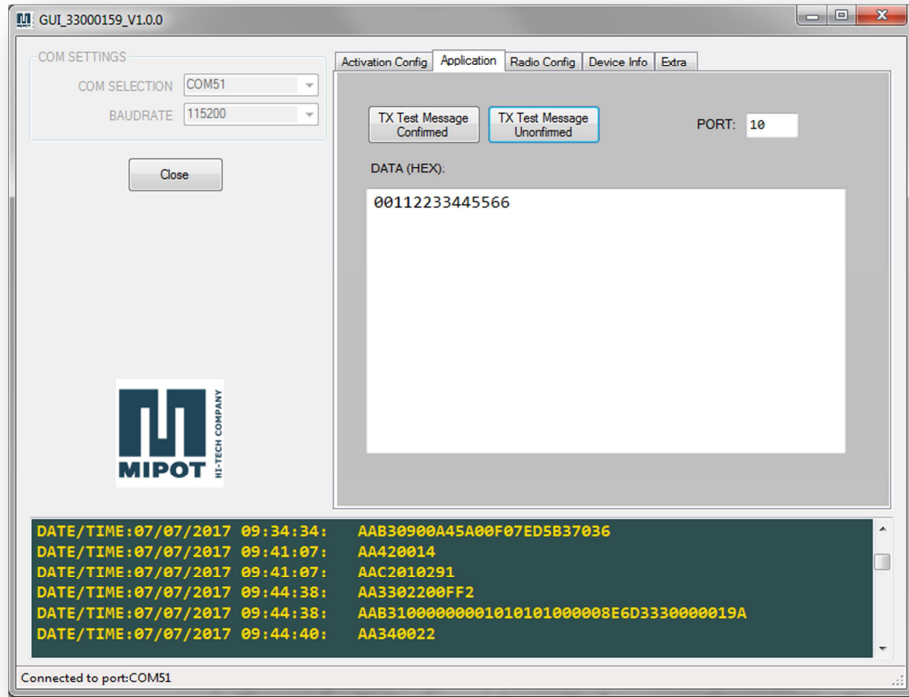 GUI_33000159_V1.0.0
COM SETTINGS
COM SELECTION COM51
BAUDRATE 115200
Close
Activation Config Application Radio Config Device Info Extra
TX Test Message Confirmed
TX Test Message Unonfirmed
PORT: 10
DATA (HEX):
00112233445566
MIPOT
HI-TECH COMPANY
DATE/TIME:07/07/2017 09:34:34: AAB30900A45A00F07ED5B37036
DATE/TIME:07/07/2017 09:41:07: AA420014
DATE/TIME:07/07/2017 09:41:07: AAC2010291
DATE/TIME:07/07/2017 09:44:38: AA3302200FF2
DATE/TIME:07/07/2017 09:44:38: AAB31000000001010101000008E6D3330000019A
DATE/TIME:07/07/2017 09:44:40: AA340022
Connected to port:COM51